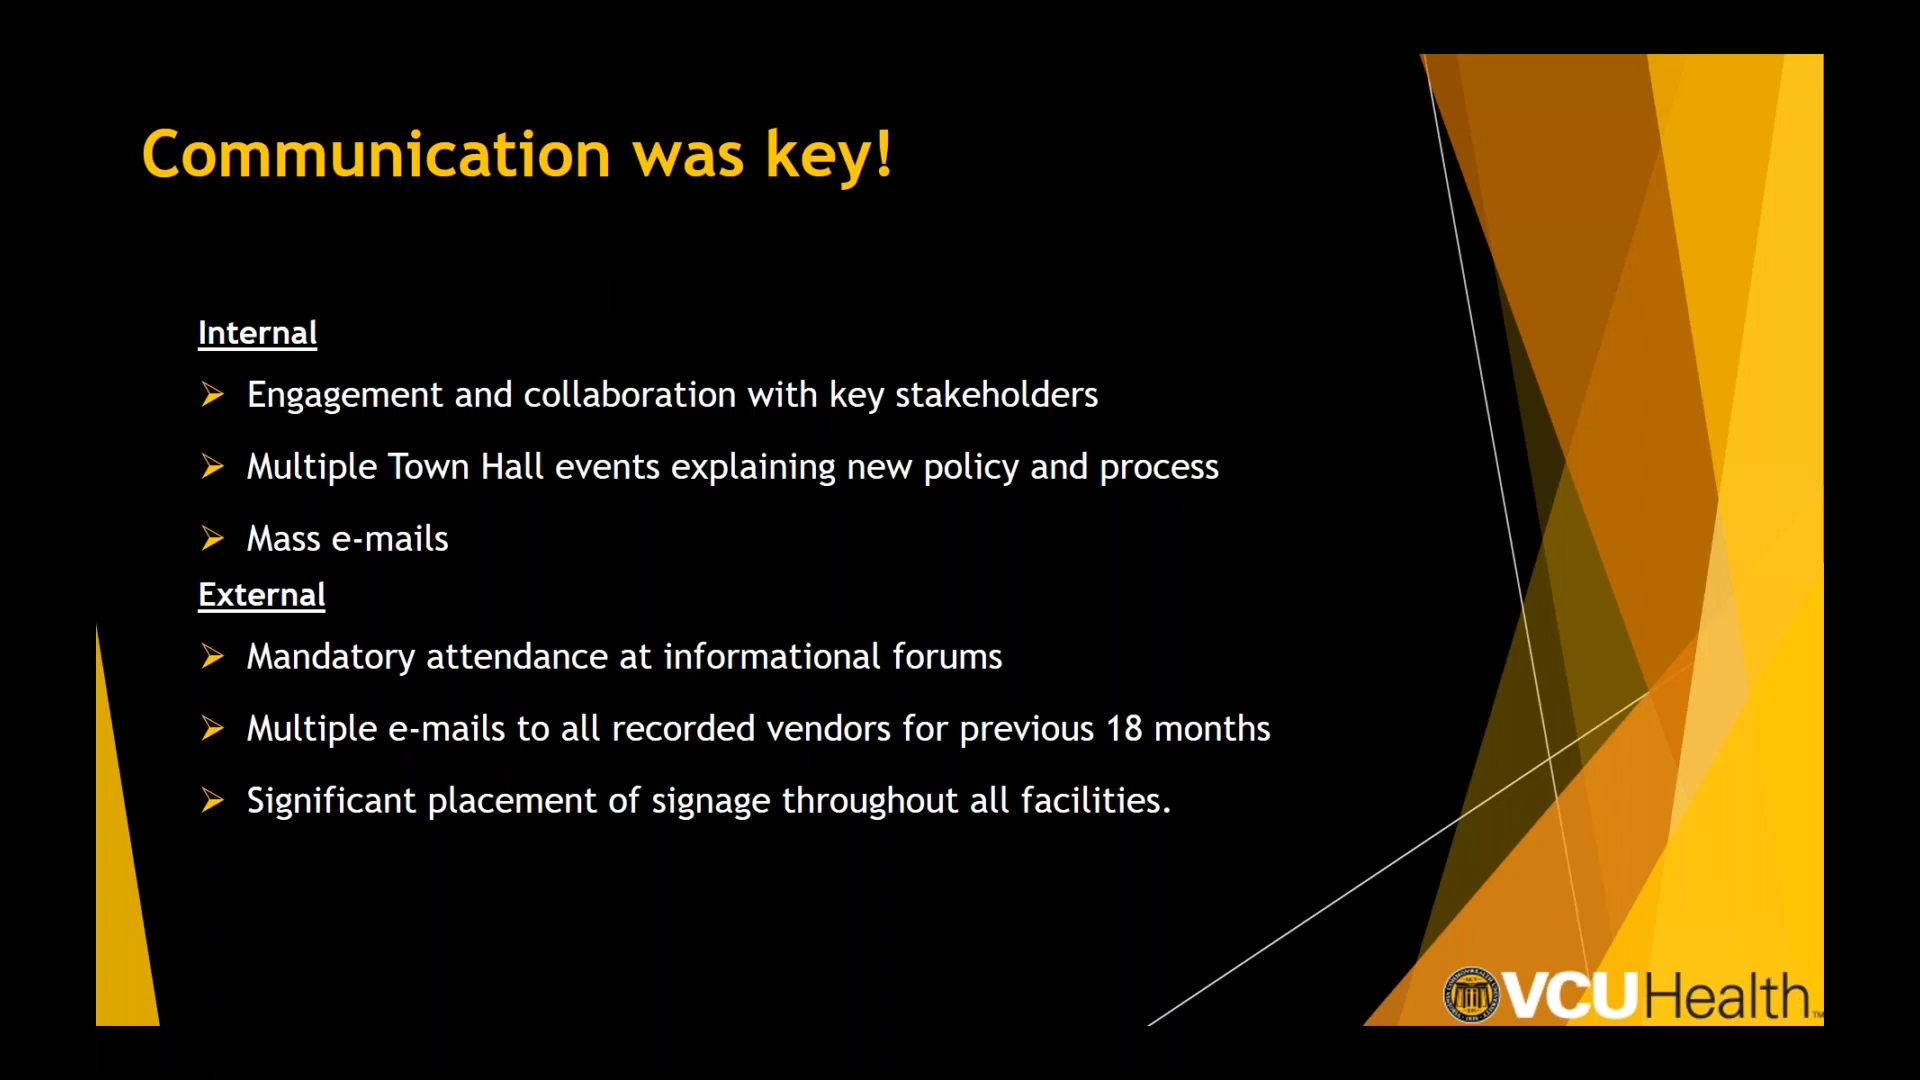 Communication was key!
Internal
Engagement and collaboration with key stakeholders
Multiple Town Hall events explaining new policy and process
Mass e-mails
External
Mandatory attendance at informational forums
Multiple e-mails to all recorded vendors for previous 18 months
Significant placement of signage throughout all facilities.
VCUHealth™